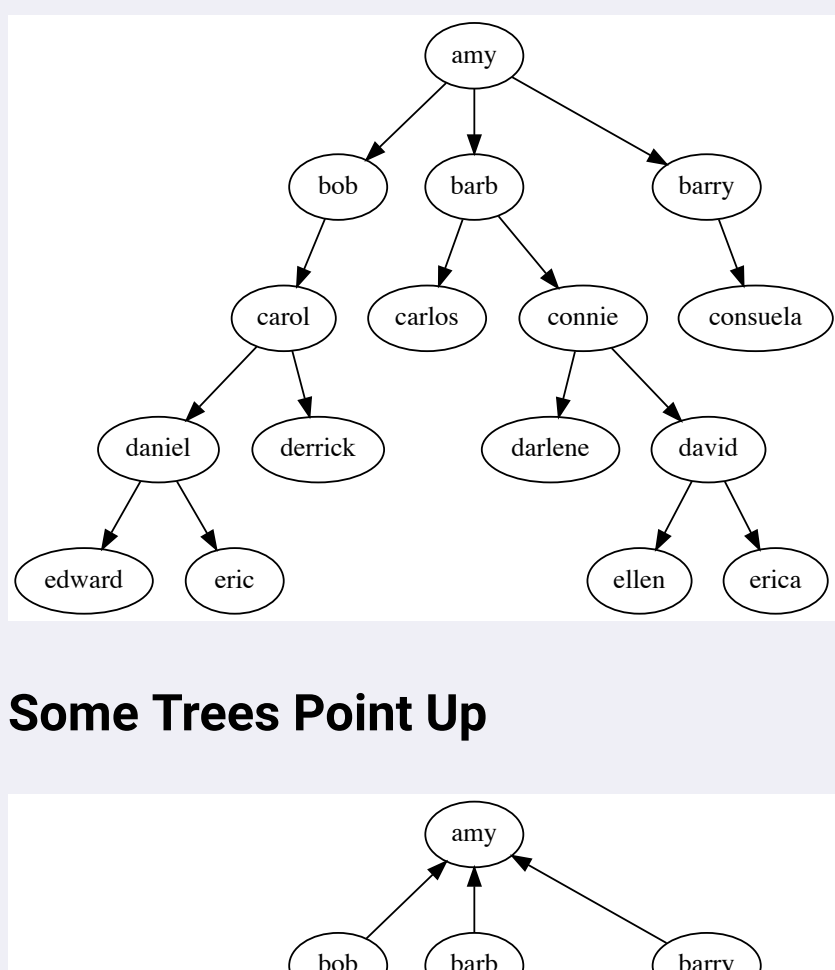 amy
bob barb barry
carol carlos connie consuela
daniel derrick darlene david
edward eric ellen erica
Some Trees Point Up
amy
bob barb barry